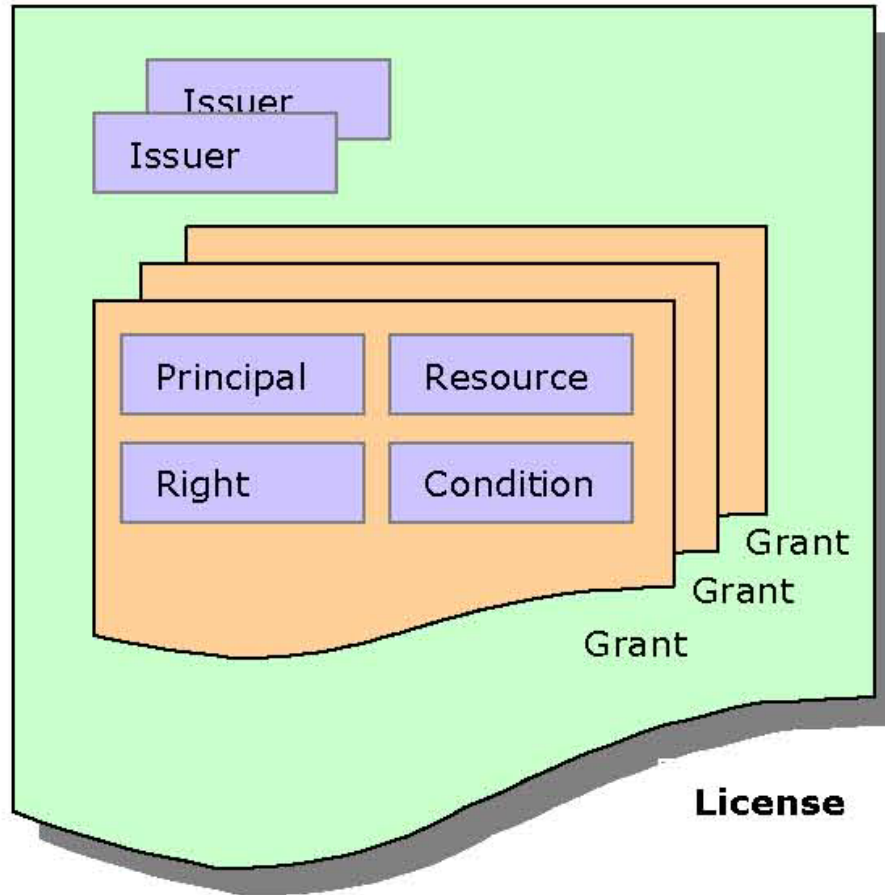 Issuer
Issuer
Principal
Resource
Right
Condition
Grant
Grant
Grant
License